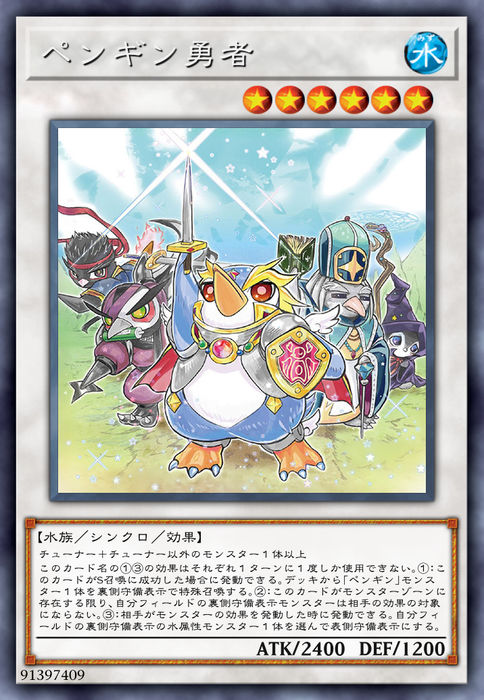 ペンギン勇者
みず
水
【水族／シンクロ／効果】
チューナー＋チューナー以外のモンスター１体以上
このカード名の①③の効果はそれぞれ１ターンに１度しか使用できない。①：こ
のカードがS召喚に成功した場合に発動できる。デッキから「ペンギン」モンス
ター１体を裏側守備表示で特殊召喚する。②：このカードがモンスターゾーンに
存在する限り、自分フィールドの裏側守備表示モンスターは相手の効果の対象
にならない。③：相手がモンスターの効果を発動した時に発動できる。自分フィ
ールドの裏側守備表示の水属性モンスター１体を選んで表側守備表示にする。
ATK/2400 DEF/1200
91397409